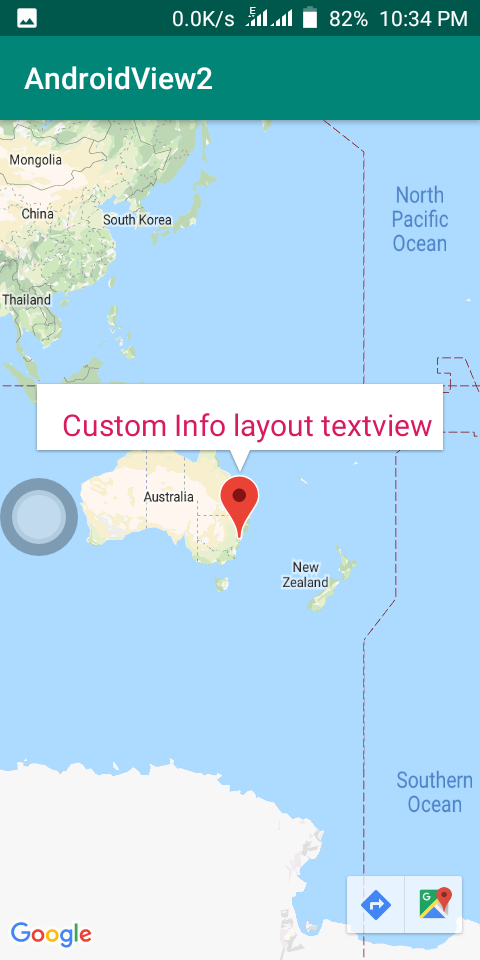 0.0K/s E 82% 10:34 PM
AndroidView2
Mongolia
China
South Korea
Thailand
North
Pacific
Ocean
Custom Info layout textview
Australia
New
Zealand
Southern
Ocean
G
Google